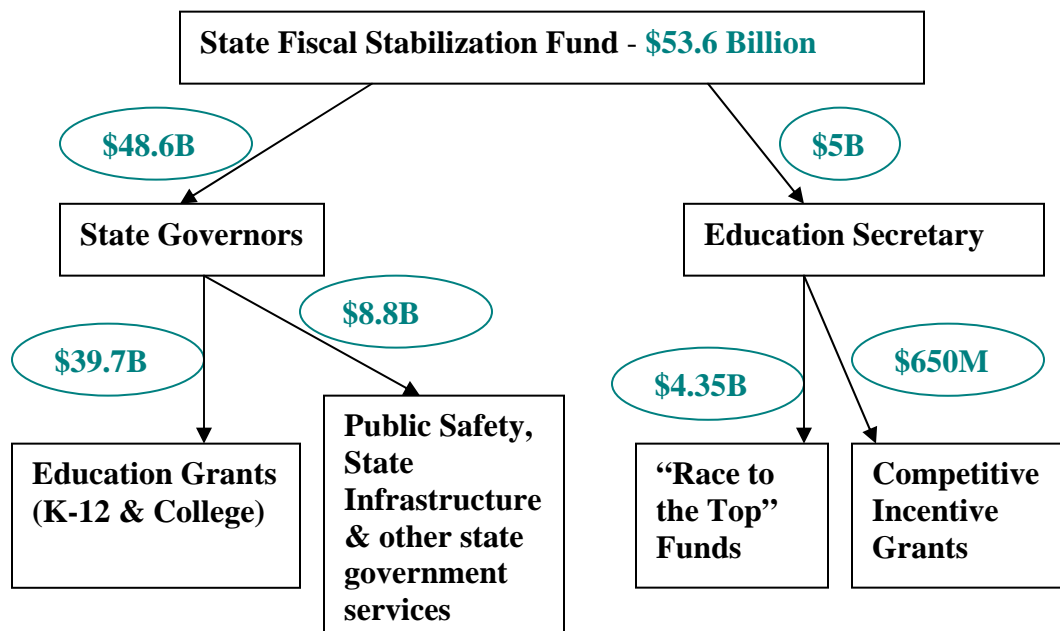 State Fiscal Stabilization Fund - $53.6 Billion
$48.6B
$5B
State Governors
Education Secretary
$39.7B
$8.8B
$4.35B
$650M
Education Grants
(K-12 & College)
Public Safety,
State
Infrastructure
& other state
government
services
“Race to
the Top”
Funds
Competitive
Incentive
Grants